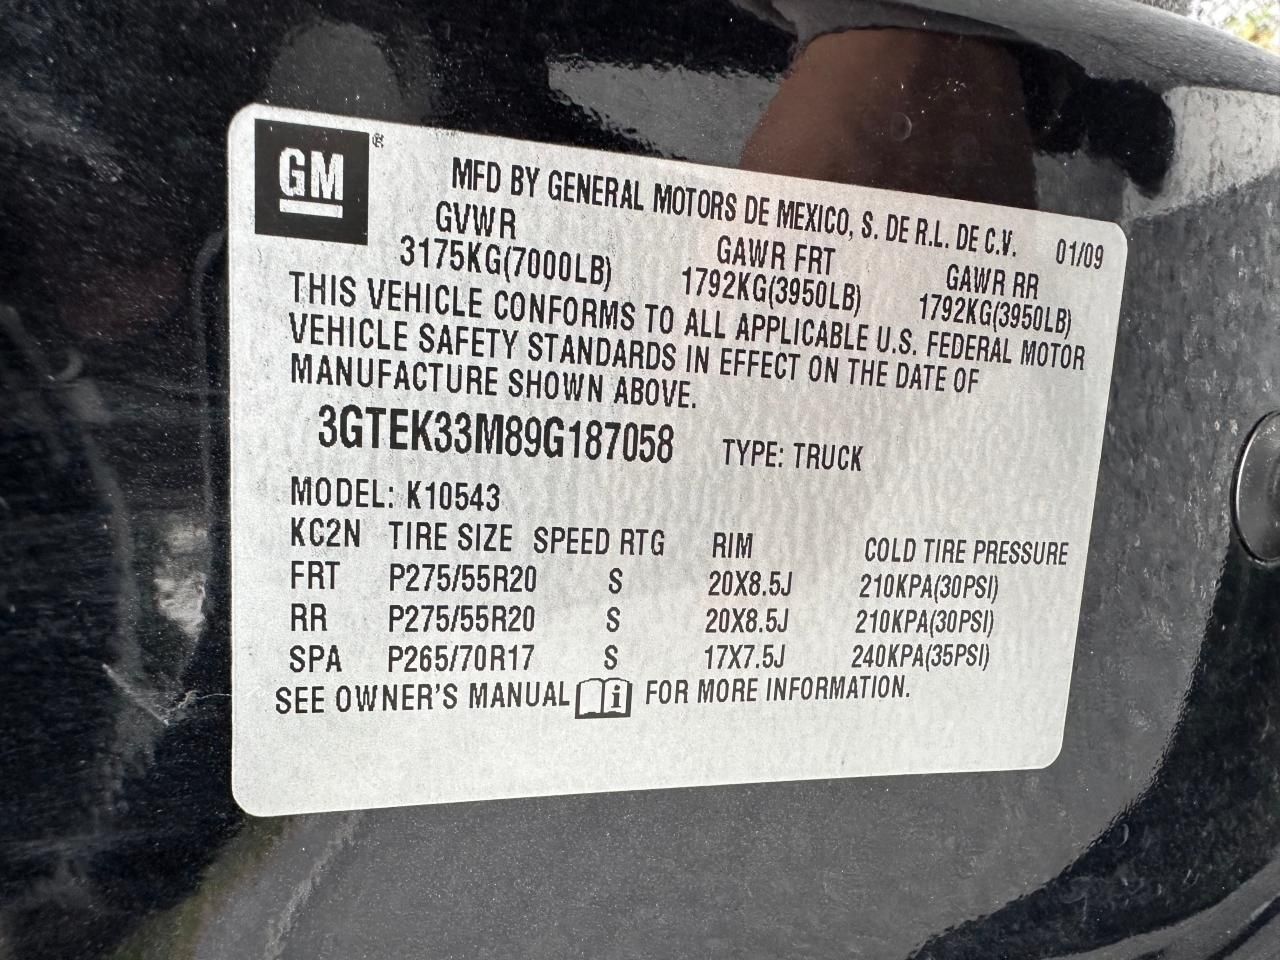 GM ®
MFD BY GENERAL MOTORS DE MEXICO, S. DE R.L. DE C.V. 01/09
GVWR GAWR FRT GAWR RR
3175KG(7000LB) 1792KG(3950LB) 1792KG(3950LB)
THIS VEHICLE CONFORMS TO ALL APPLICABLE U.S. FEDERAL MOTOR
VEHICLE SAFETY STANDARDS IN EFFECT ON THE DATE OF
MANUFACTURE SHOWN ABOVE.
3GTEK33M89G187058 TYPE: TRUCK
MODEL: K10543
KC2N TIRE SIZE SPEED RTG RIM COLD TIRE PRESSURE
FRT P275/55R20 S 20X8.5J 210KPA(30PSI)
RR P275/55R20 S 20X8.5J 210KPA(30PSI)
SPA P265/70R17 S 17X7.5J 240KPA(35PSI)
SEE OWNER'S MANUAL i FOR MORE INFORMATION.